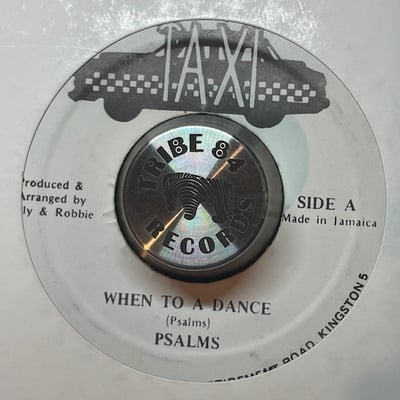 TAXI
Produced &
Arranged by
ly & Robbie
TRIBE 84
RECORDS
SIDE A
Made in Jamaica
WHEN TO A DANCE
(Psalms)
PSALMS
ROAD, KINGSTON 5